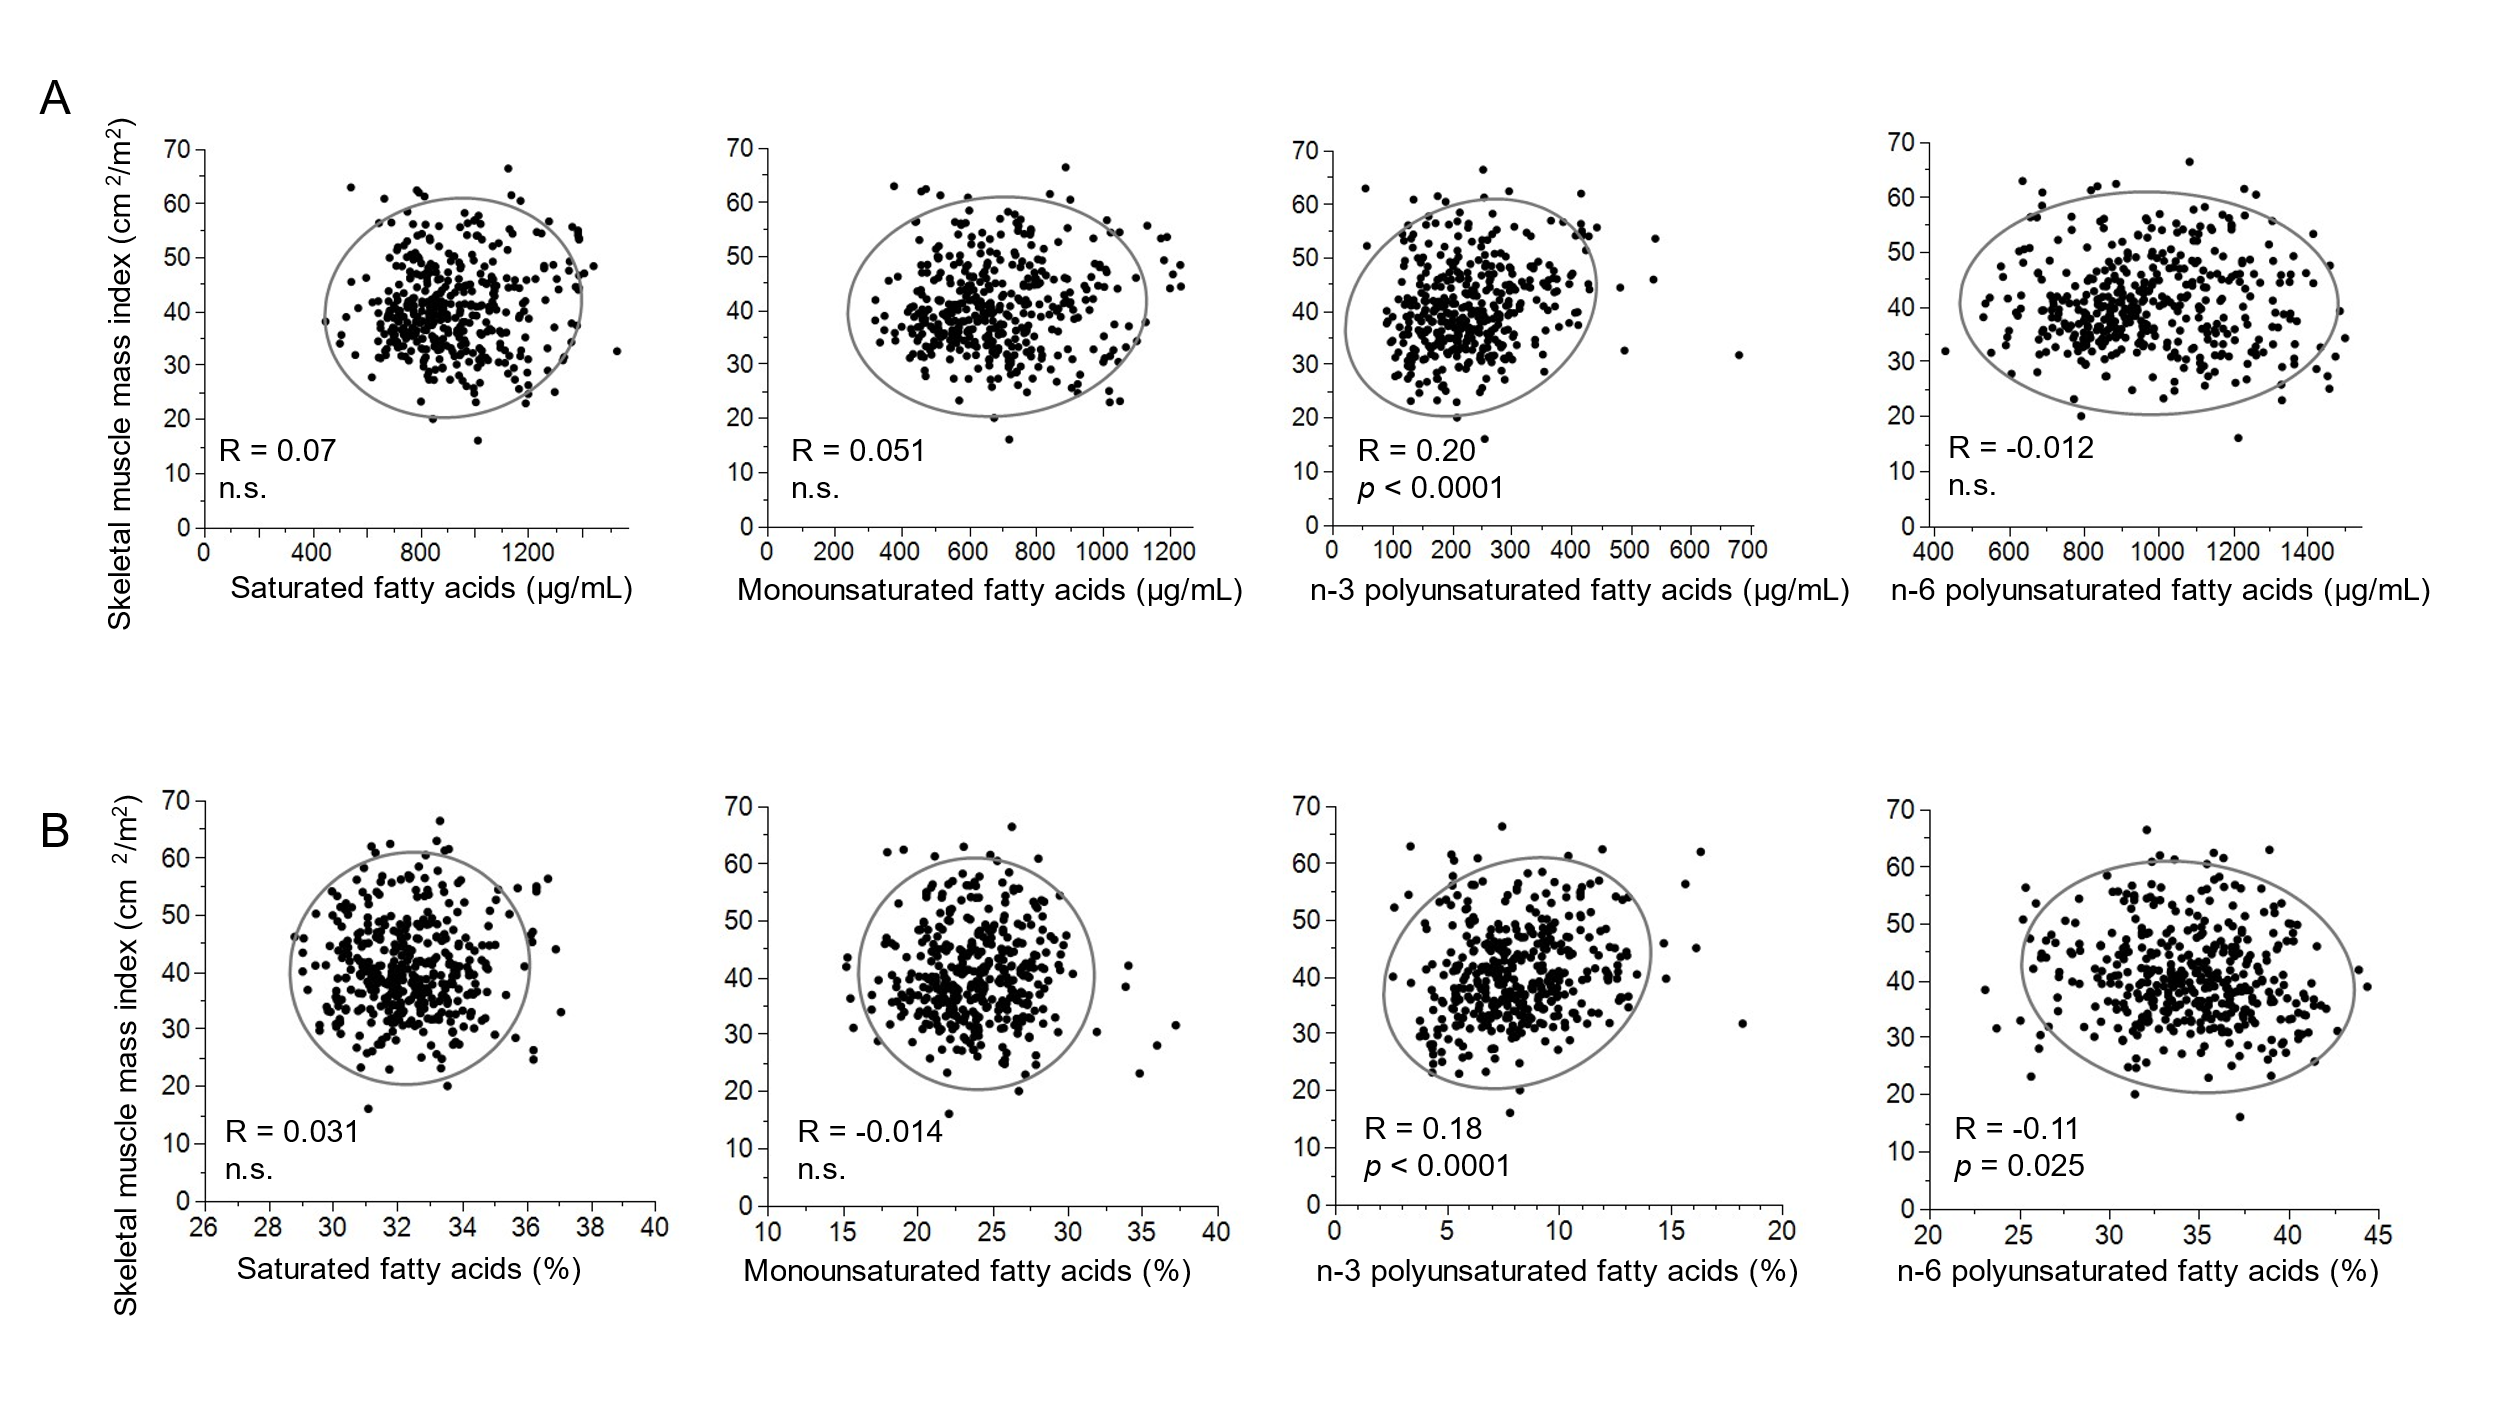 A
Skeletal muscle mass index (cm 2/m2)
70
60
50
40
30
20
10
0
R = 0.07
n.s.
0 400 800 1200
Saturated fatty acids (µg/mL)
70
60
50
40
30
20
10
0
R = 0.051
n.s.
0 200 400 600 800 1000 1200
Monounsaturated fatty acids (µg/mL)
70
60
50
40
30
20
10
0
R = 0.20
p < 0.0001
0 100 200 300 400 500 600 700
n-3 polyunsaturated fatty acids (µg/mL)
70
60
50
40
30
20
10
0
R = -0.012
n.s.
400 600 800 1000 1200 1400
n-6 polyunsaturated fatty acids (µg/mL)
B
Skeletal muscle mass index (cm 2/m2)
70
60
50
40
30
20
10
0
R = 0.031
n.s.
26 28 30 32 34 36 38 40
Saturated fatty acids (%)
70
60
50
40
30
20
10
0
R = -0.014
n.s.
10 15 20 25 30 35 40
Monounsaturated fatty acids (%)
70
60
50
40
30
20
10
0
R = 0.18
p < 0.0001
0 5 10 15 20
n-3 polyunsaturated fatty acids (%)
70
60
50
40
30
20
10
0
R = -0.11
p = 0.025
20 25 30 35 40 45
n-6 polyunsaturated fatty acids (%)